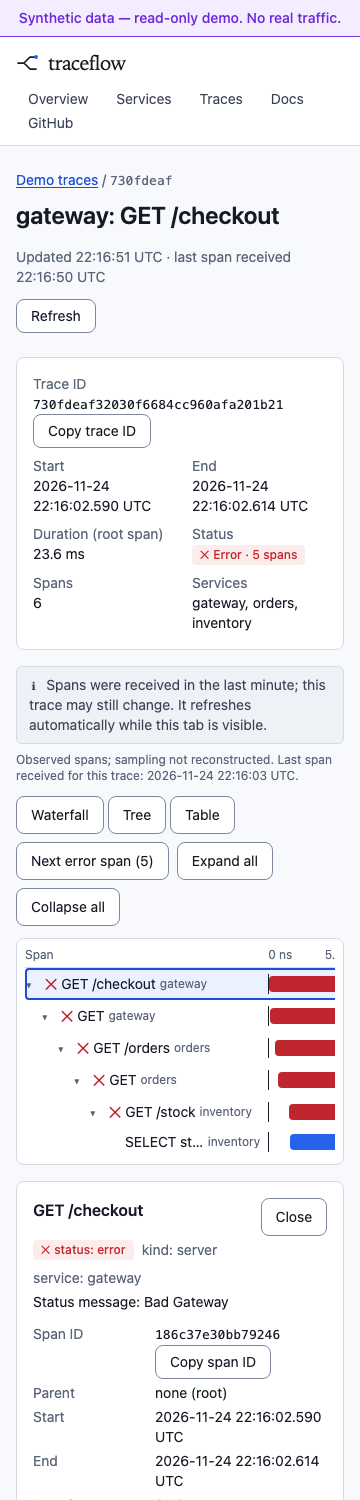 Synthetic data — read-only demo. No real traffic.
traceflow
Overview Services Traces Docs
GitHub
Demo traces / 730fdeaf
gateway: GET /checkout
Updated 22:16:51 UTC · last span received
22:16:50 UTC
Refresh
Trace ID
730fdeaf32030f6684cc960afa201b21
Copy trace ID
Start End
2026-11-24 2026-11-24
22:16:02.590 UTC 22:16:02.614 UTC
Duration (root span) Status
23.6 ms Error · 5 spans
Spans Services
6 gateway, orders,
inventory
Spans were received in the last minute; this
trace may still change. It refreshes
automatically while this tab is visible.
Observed spans; sampling not reconstructed. Last span
received for this trace: 2026-11-24 22:16:03 UTC.
Waterfall Tree Table
Next error span (5) Expand all
Collapse all
Span 0 ns 5.
GET /checkout gateway
GET gateway
GET /orders orders
GET orders
GET /stock inventory
SELECT st... inventory
GET /checkout Close
status: error kind: server
service: gateway
Status message: Bad Gateway
Span ID 186c37e30bb79246
Copy span ID
Parent none (root)
Start 2026-11-24 22:16:02.590
UTC
End 2026-11-24 22:16:02.614
UTC